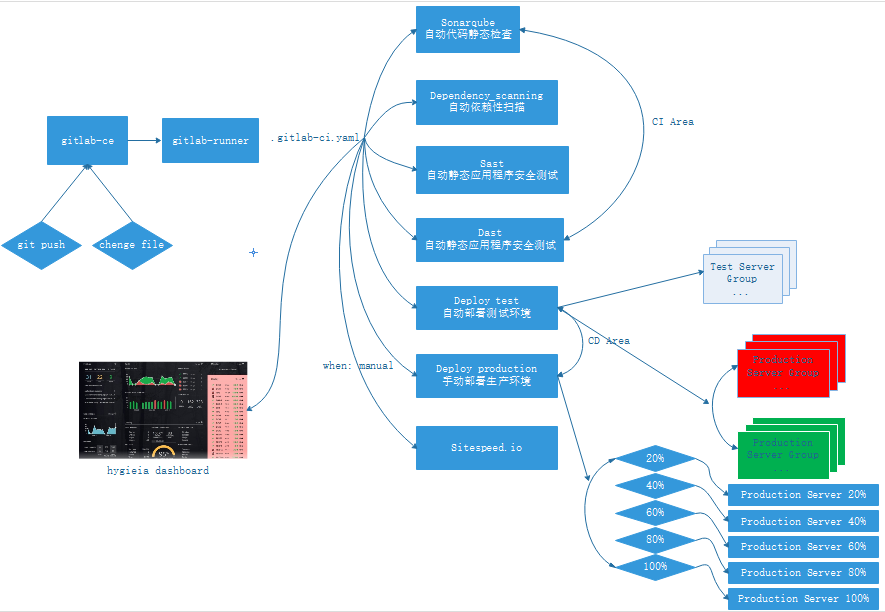 Sonarqube
自动代码静态检查
Dependency_scanning
自动依赖性扫描
CI Area
gitlab-ce
gitlab-runner
.gitlab-ci.yaml
Sast
自动静态应用程序安全测试
git push
chenge file
Dast
自动静态应用程序安全测试
Test Server
Group
...
Deploy test
自动部署测试环境
CD Area
Production
Server Group
...
when: manual
Deploy production
手动部署生产环境
Production
Server Group
...
Sitespeed.io
hygieia dashboard
20%
40%
60%
80%
100%
Production Server 20%
Production Server 40%
Production Server 60%
Production Server 80%
Production Server 100%